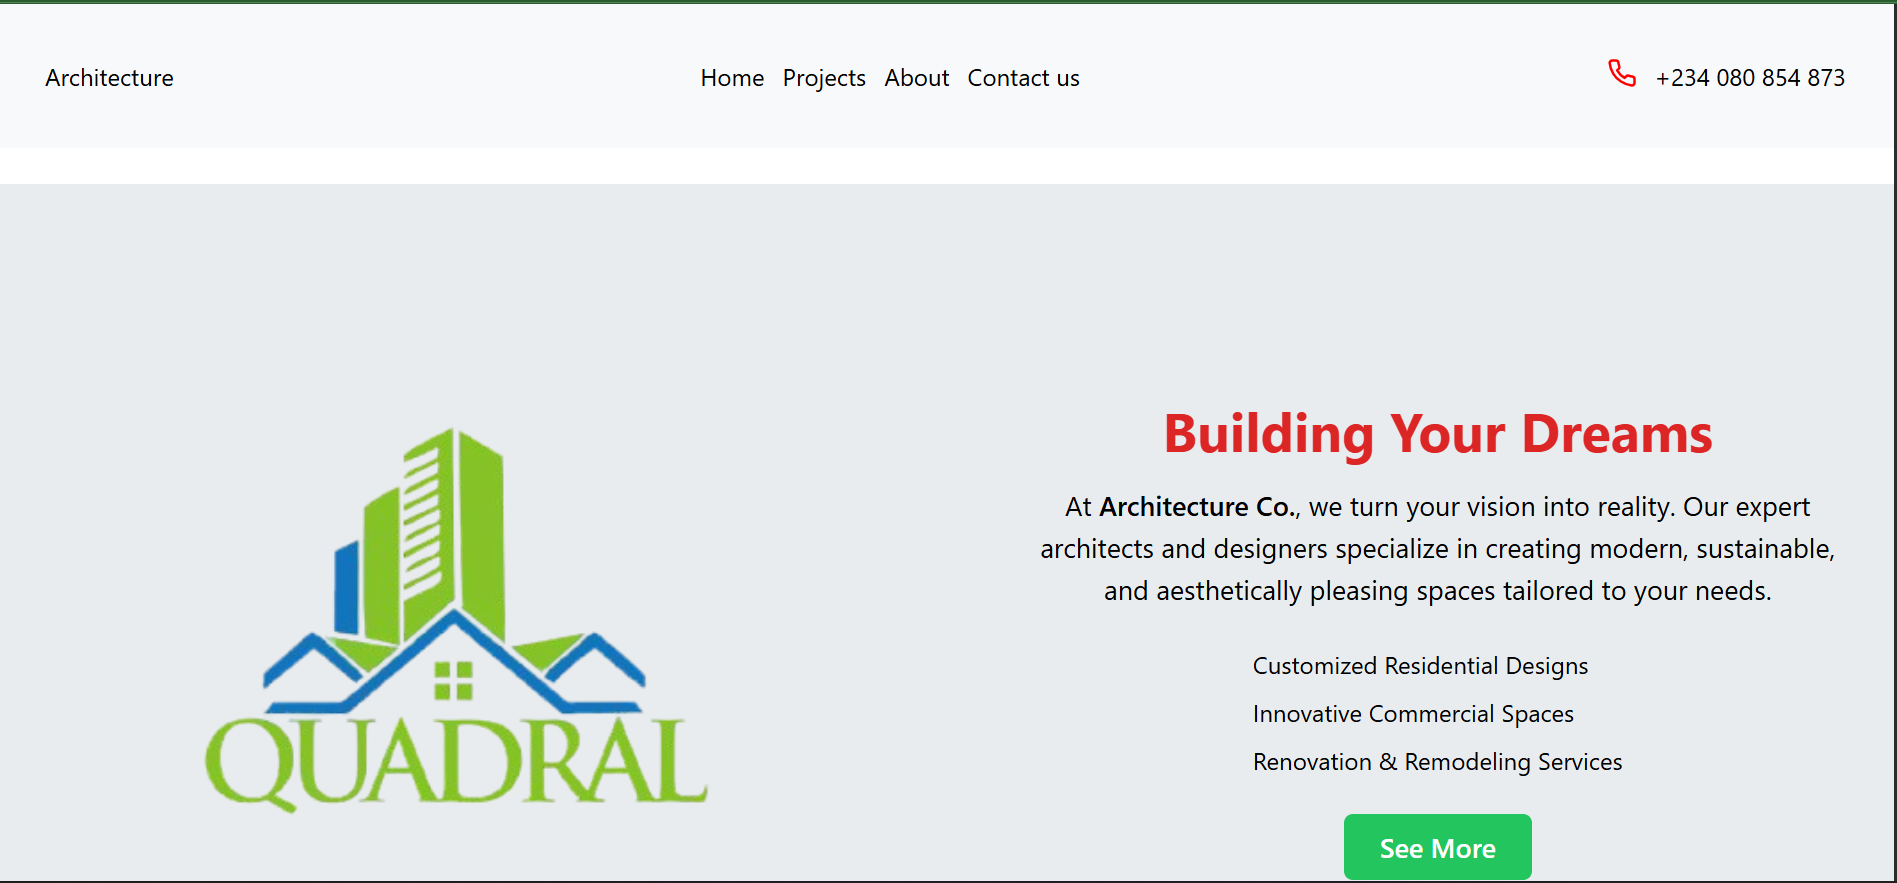 Architecture
Home Projects About Contact us
+234 080 854 873
QUADRAL
Building Your Dreams
At Architecture Co., we turn your vision into reality. Our expert
architects and designers specialize in creating modern, sustainable,
and aesthetically pleasing spaces tailored to your needs.
Customized Residential Designs
Innovative Commercial Spaces
Renovation & Remodeling Services
See More